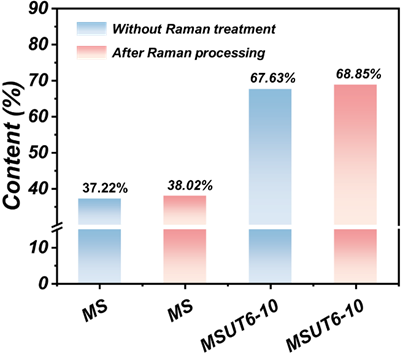 Content (%)
90
80
70
60
50
40
10
0
Without Raman treatment
After Raman processing
37.22%
38.02%
67.63%
68.85%
MS
MS
MSUT6-10
MSUT6-10